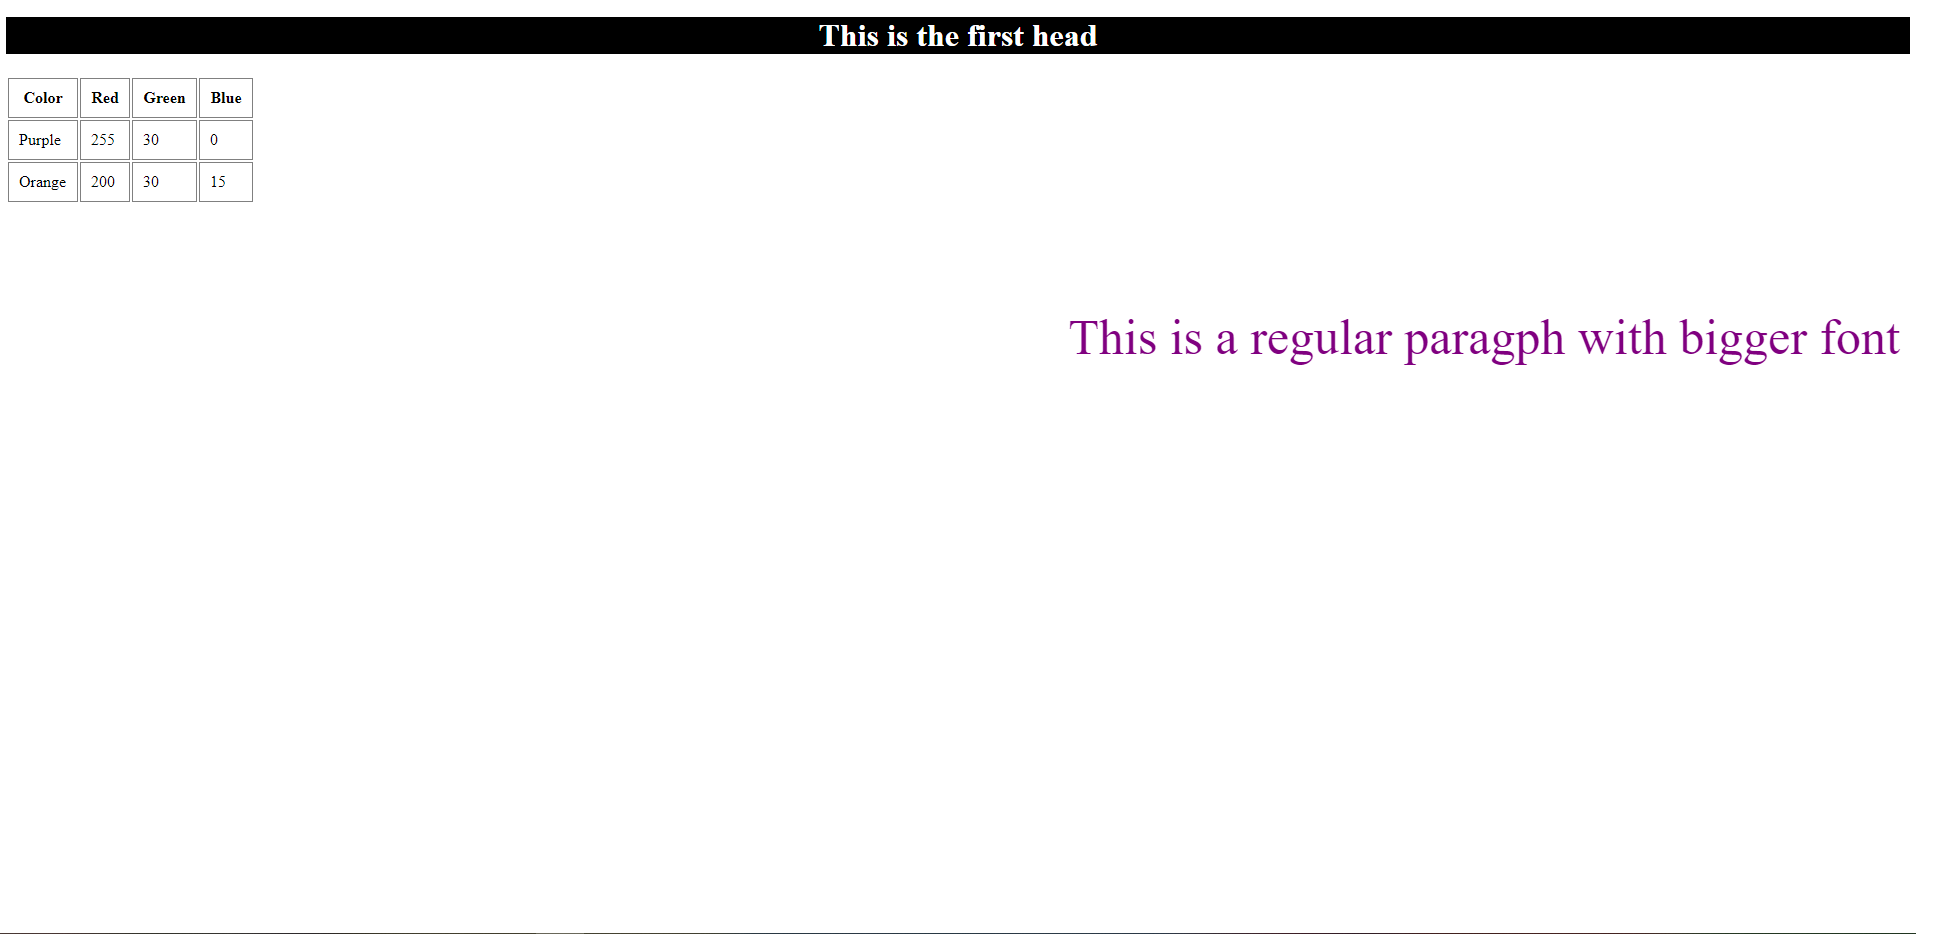 This is the first head
Color Red Green Blue
Purple 255 30 0
Orange 200 30 15
This is a regular paragph with bigger font